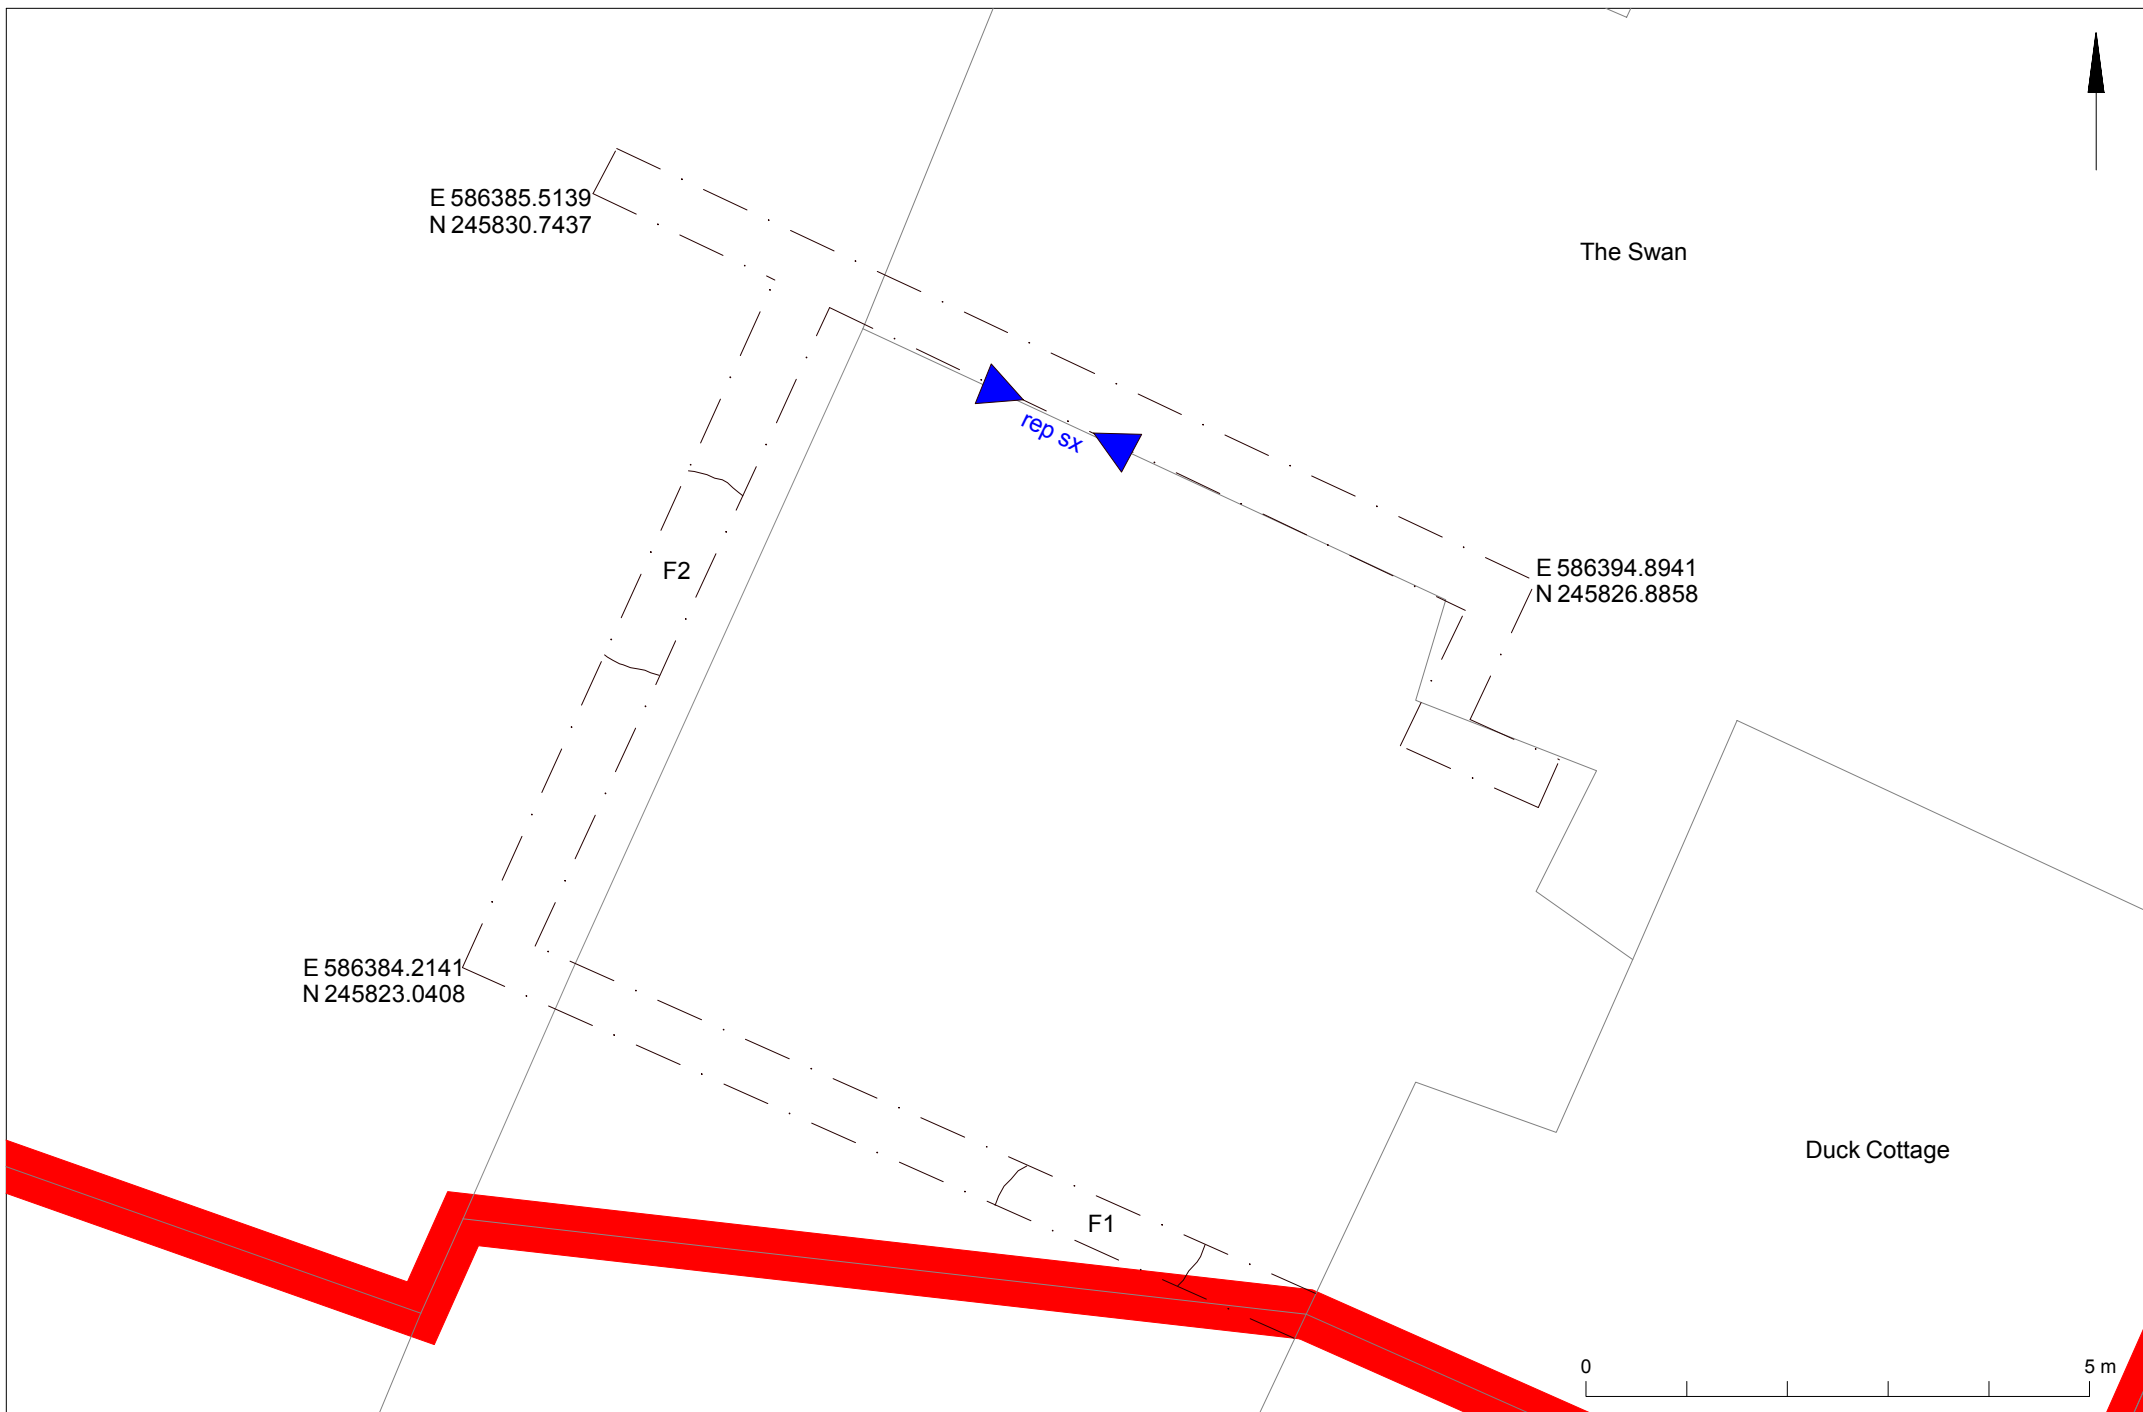 E 586385.5139
N 245830.7437
The Swan
rep sx
E 586394.8941
N 245826.8858
F2
E 586384.2141
N 245823.0408
Duck Cottage
F1
0 5 m